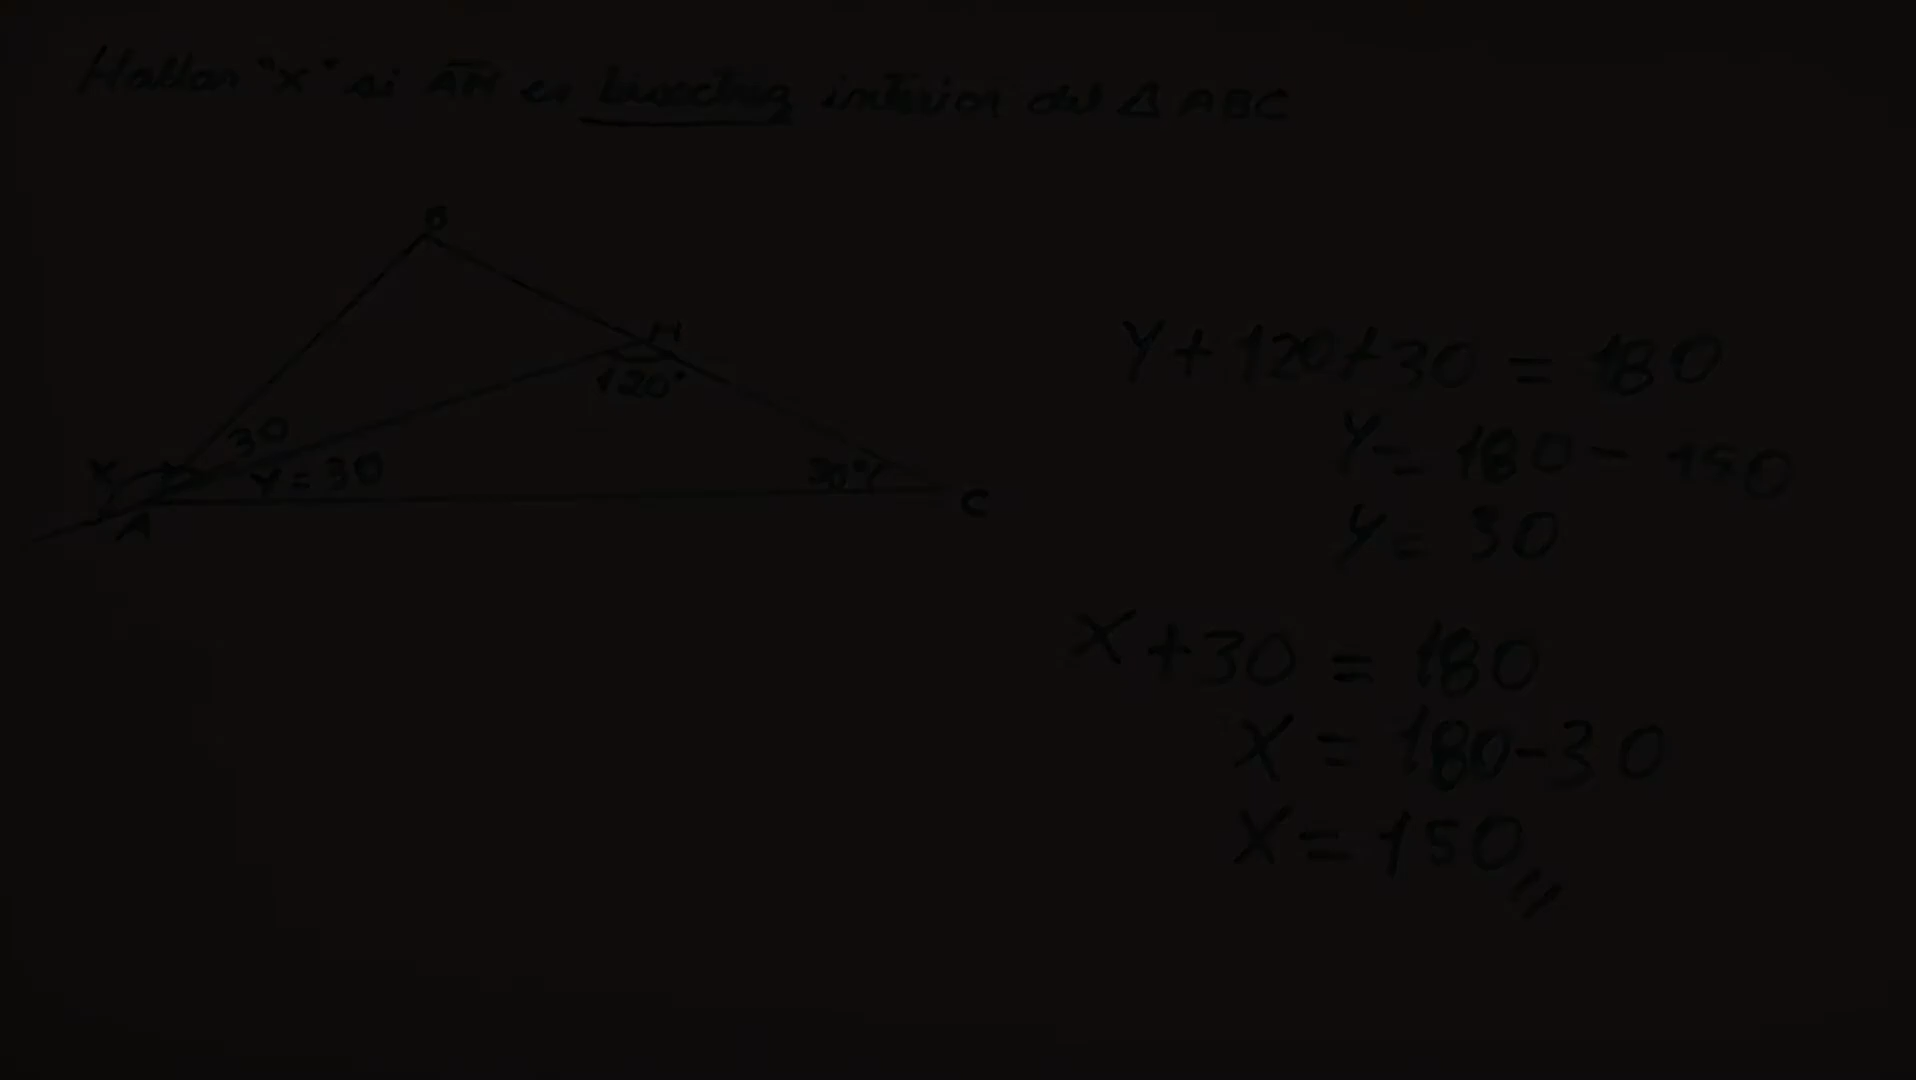 Hallar "x" si AM es bisectriz interior del Δ ABC
B
M
120°
30
X
Y = 30
30°
A
C
Y + 120 + 30 = 180
Y = 180 - 150
Y = 30
X + 30 = 180
X = 180 - 30
X = 150